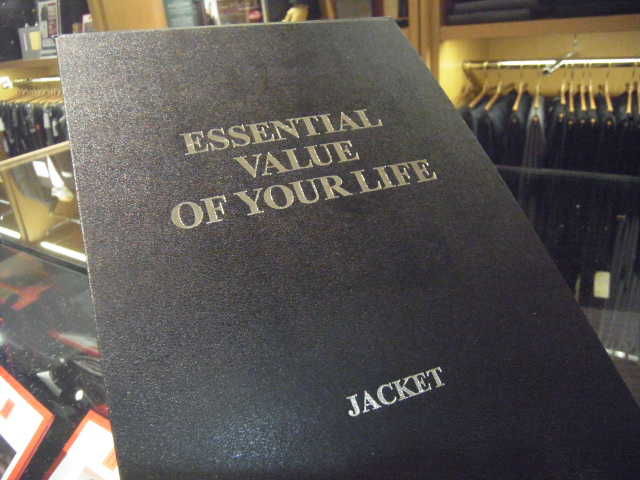 ESSENTIAL
VALUE
OF YOUR LIFE
JACKET